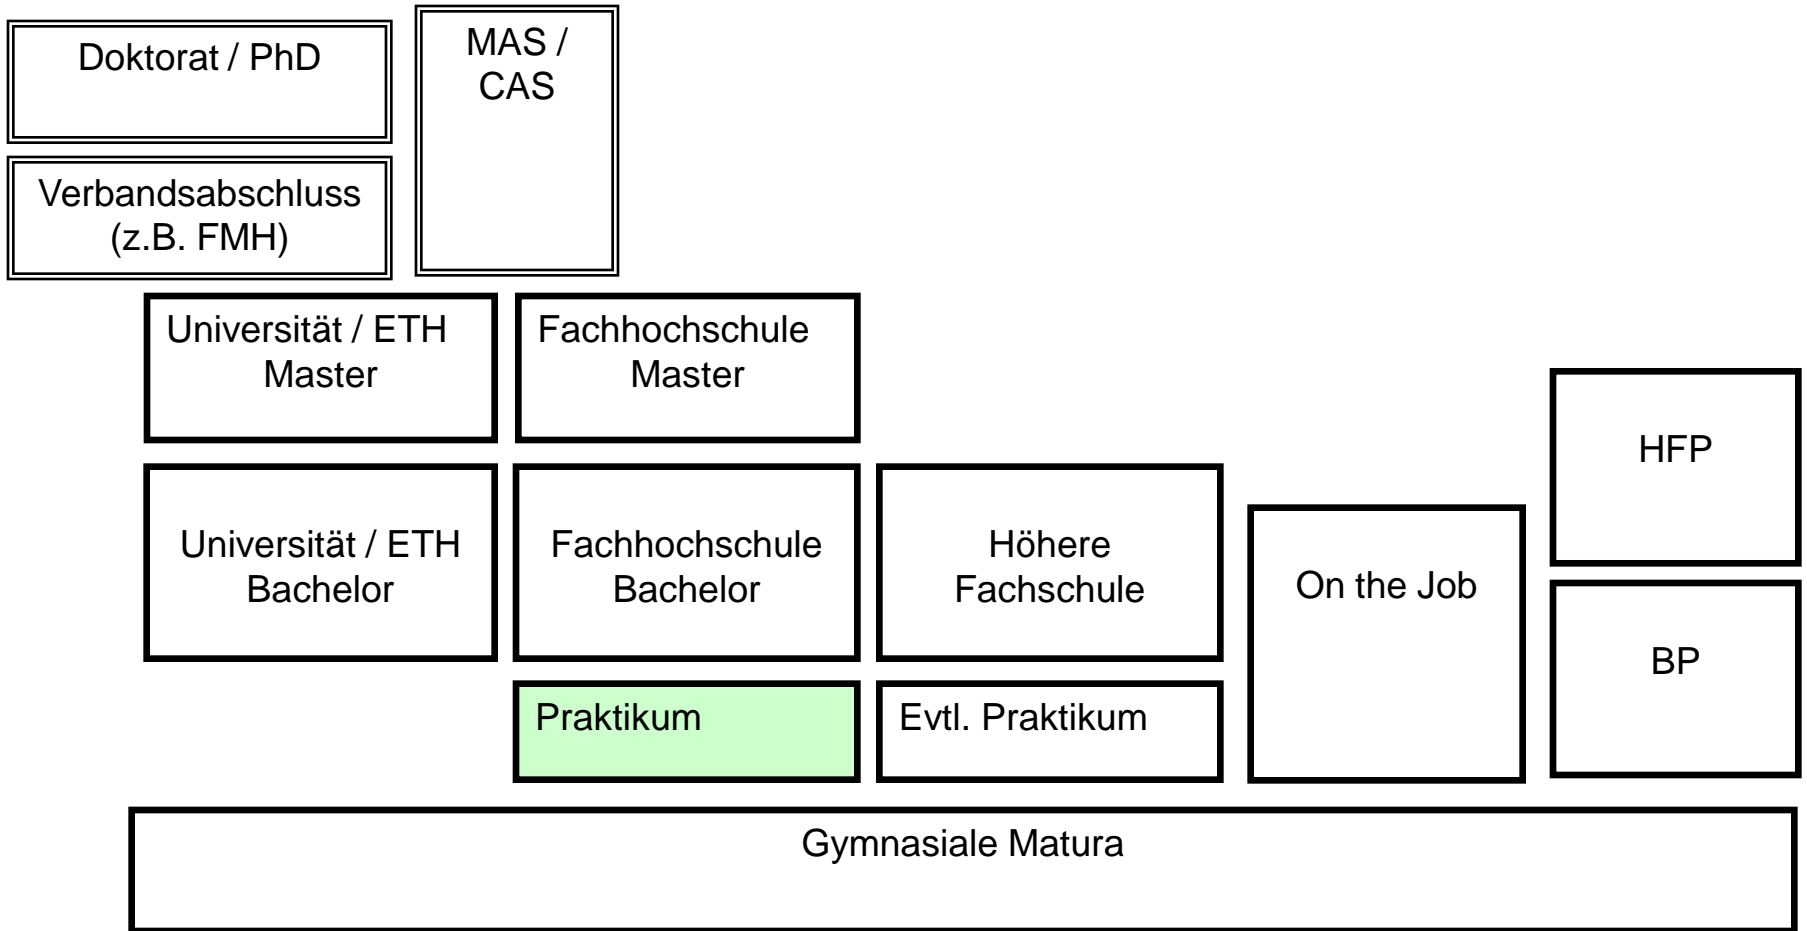 Doktorat / PhD
MAS /
CAS
Verbandsabschluss
(z.B. FMH)
Universität / ETH
Master
Fachhochschule
Master
HFP
Universität / ETH
Bachelor
Fachhochschule
Bachelor
Höhere
Fachschule
On the Job
BP
Praktikum
Evtl. Praktikum
Gymnasiale Matura